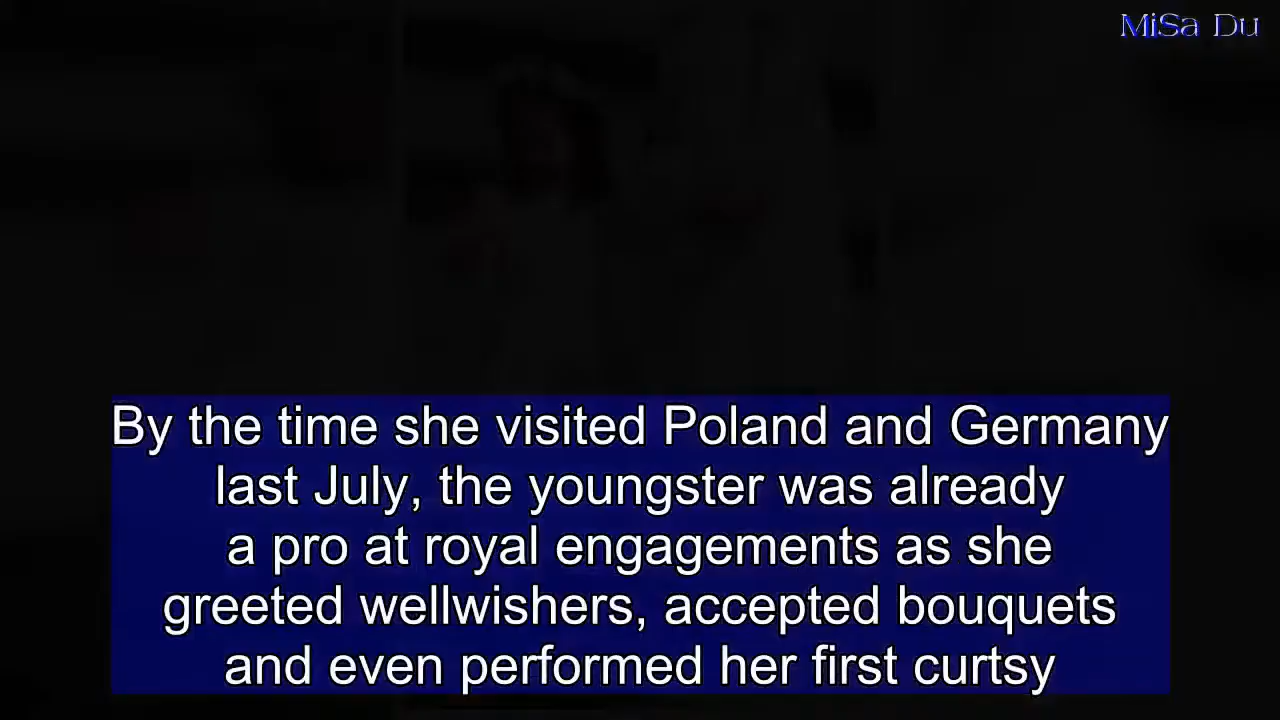 MiSa Du
By the time she visited Poland and Germany
last July, the youngster was already
a pro at royal engagements as she
greeted wellwishers, accepted bouquets
and even performed her first curtsy